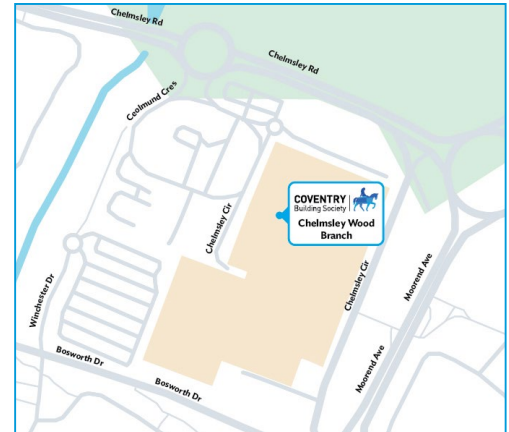 Chelmsley Rd
Chelmsley Rd
Ceolmund Cres
COVENTRY
Building Society
Chelmsley Wood
Branch
Chelmsley Cir
Chelmsley Cir
Moorend Ave
Winchester Dr
Bosworth Dr
Moorend Ave
Bosworth Dr